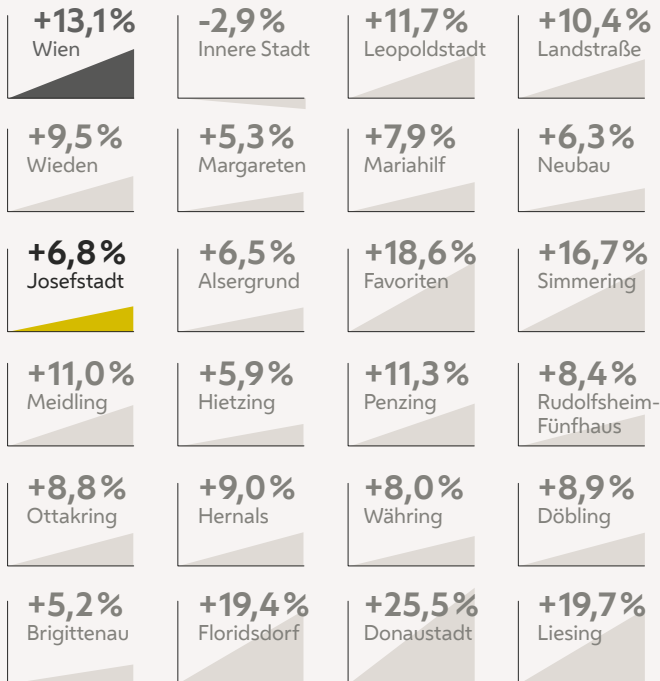 +13,1%
Wien
-2,9%
Innere Stadt
+11,7%
Leopoldstadt
+10,4%
Landstraße
+9,5%
Wieden
+5,3%
Margareten
+7,9%
Mariahilf
+6,3%
Neubau
+6,8%
Josefstadt
+6,5%
Alsergrund
+18,6%
Favoriten
+16,7%
Simmering
+11,0%
Meidling
+5,9%
Hietzing
+11,3%
Penzing
+8,4%
Rudolfsheim-
Fünfhaus
+8,8%
Ottakring
+9,0%
Hernals
+8,0%
Währing
+8,9%
Döbling
+5,2%
Brigittenau
+19,4%
Floridsdorf
+25,5%
Donaustadt
+19,7%
Liesing